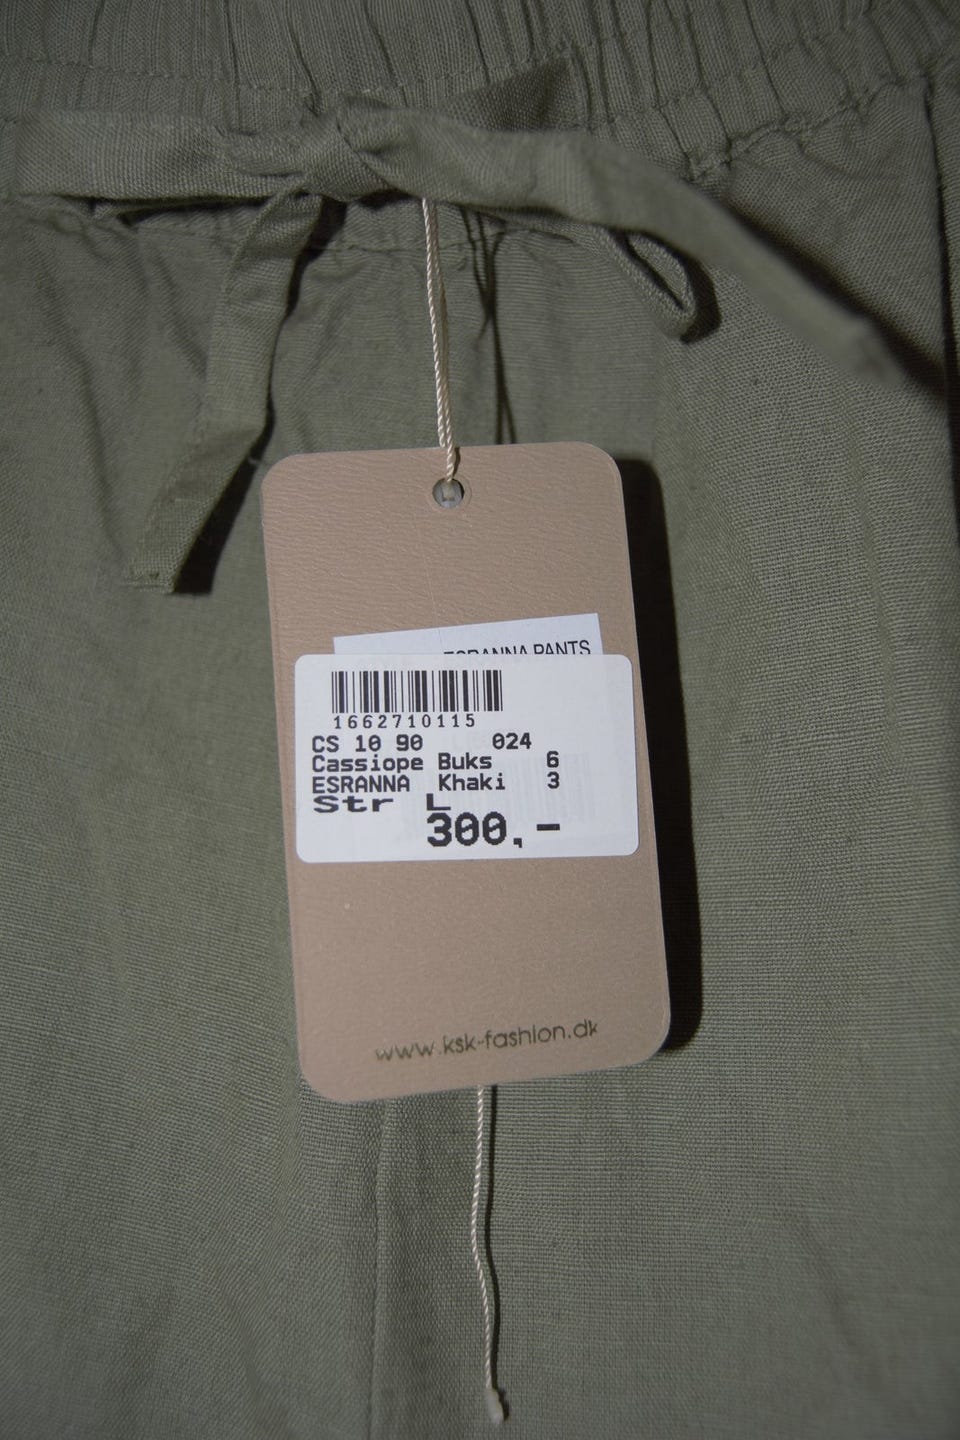 ESRANNA PANTS
1662710115
CS 10 90 024
Cassiope Buks 6
ESRANNA Khaki 3
Str L
300,-
www.ksk-fashion.dk